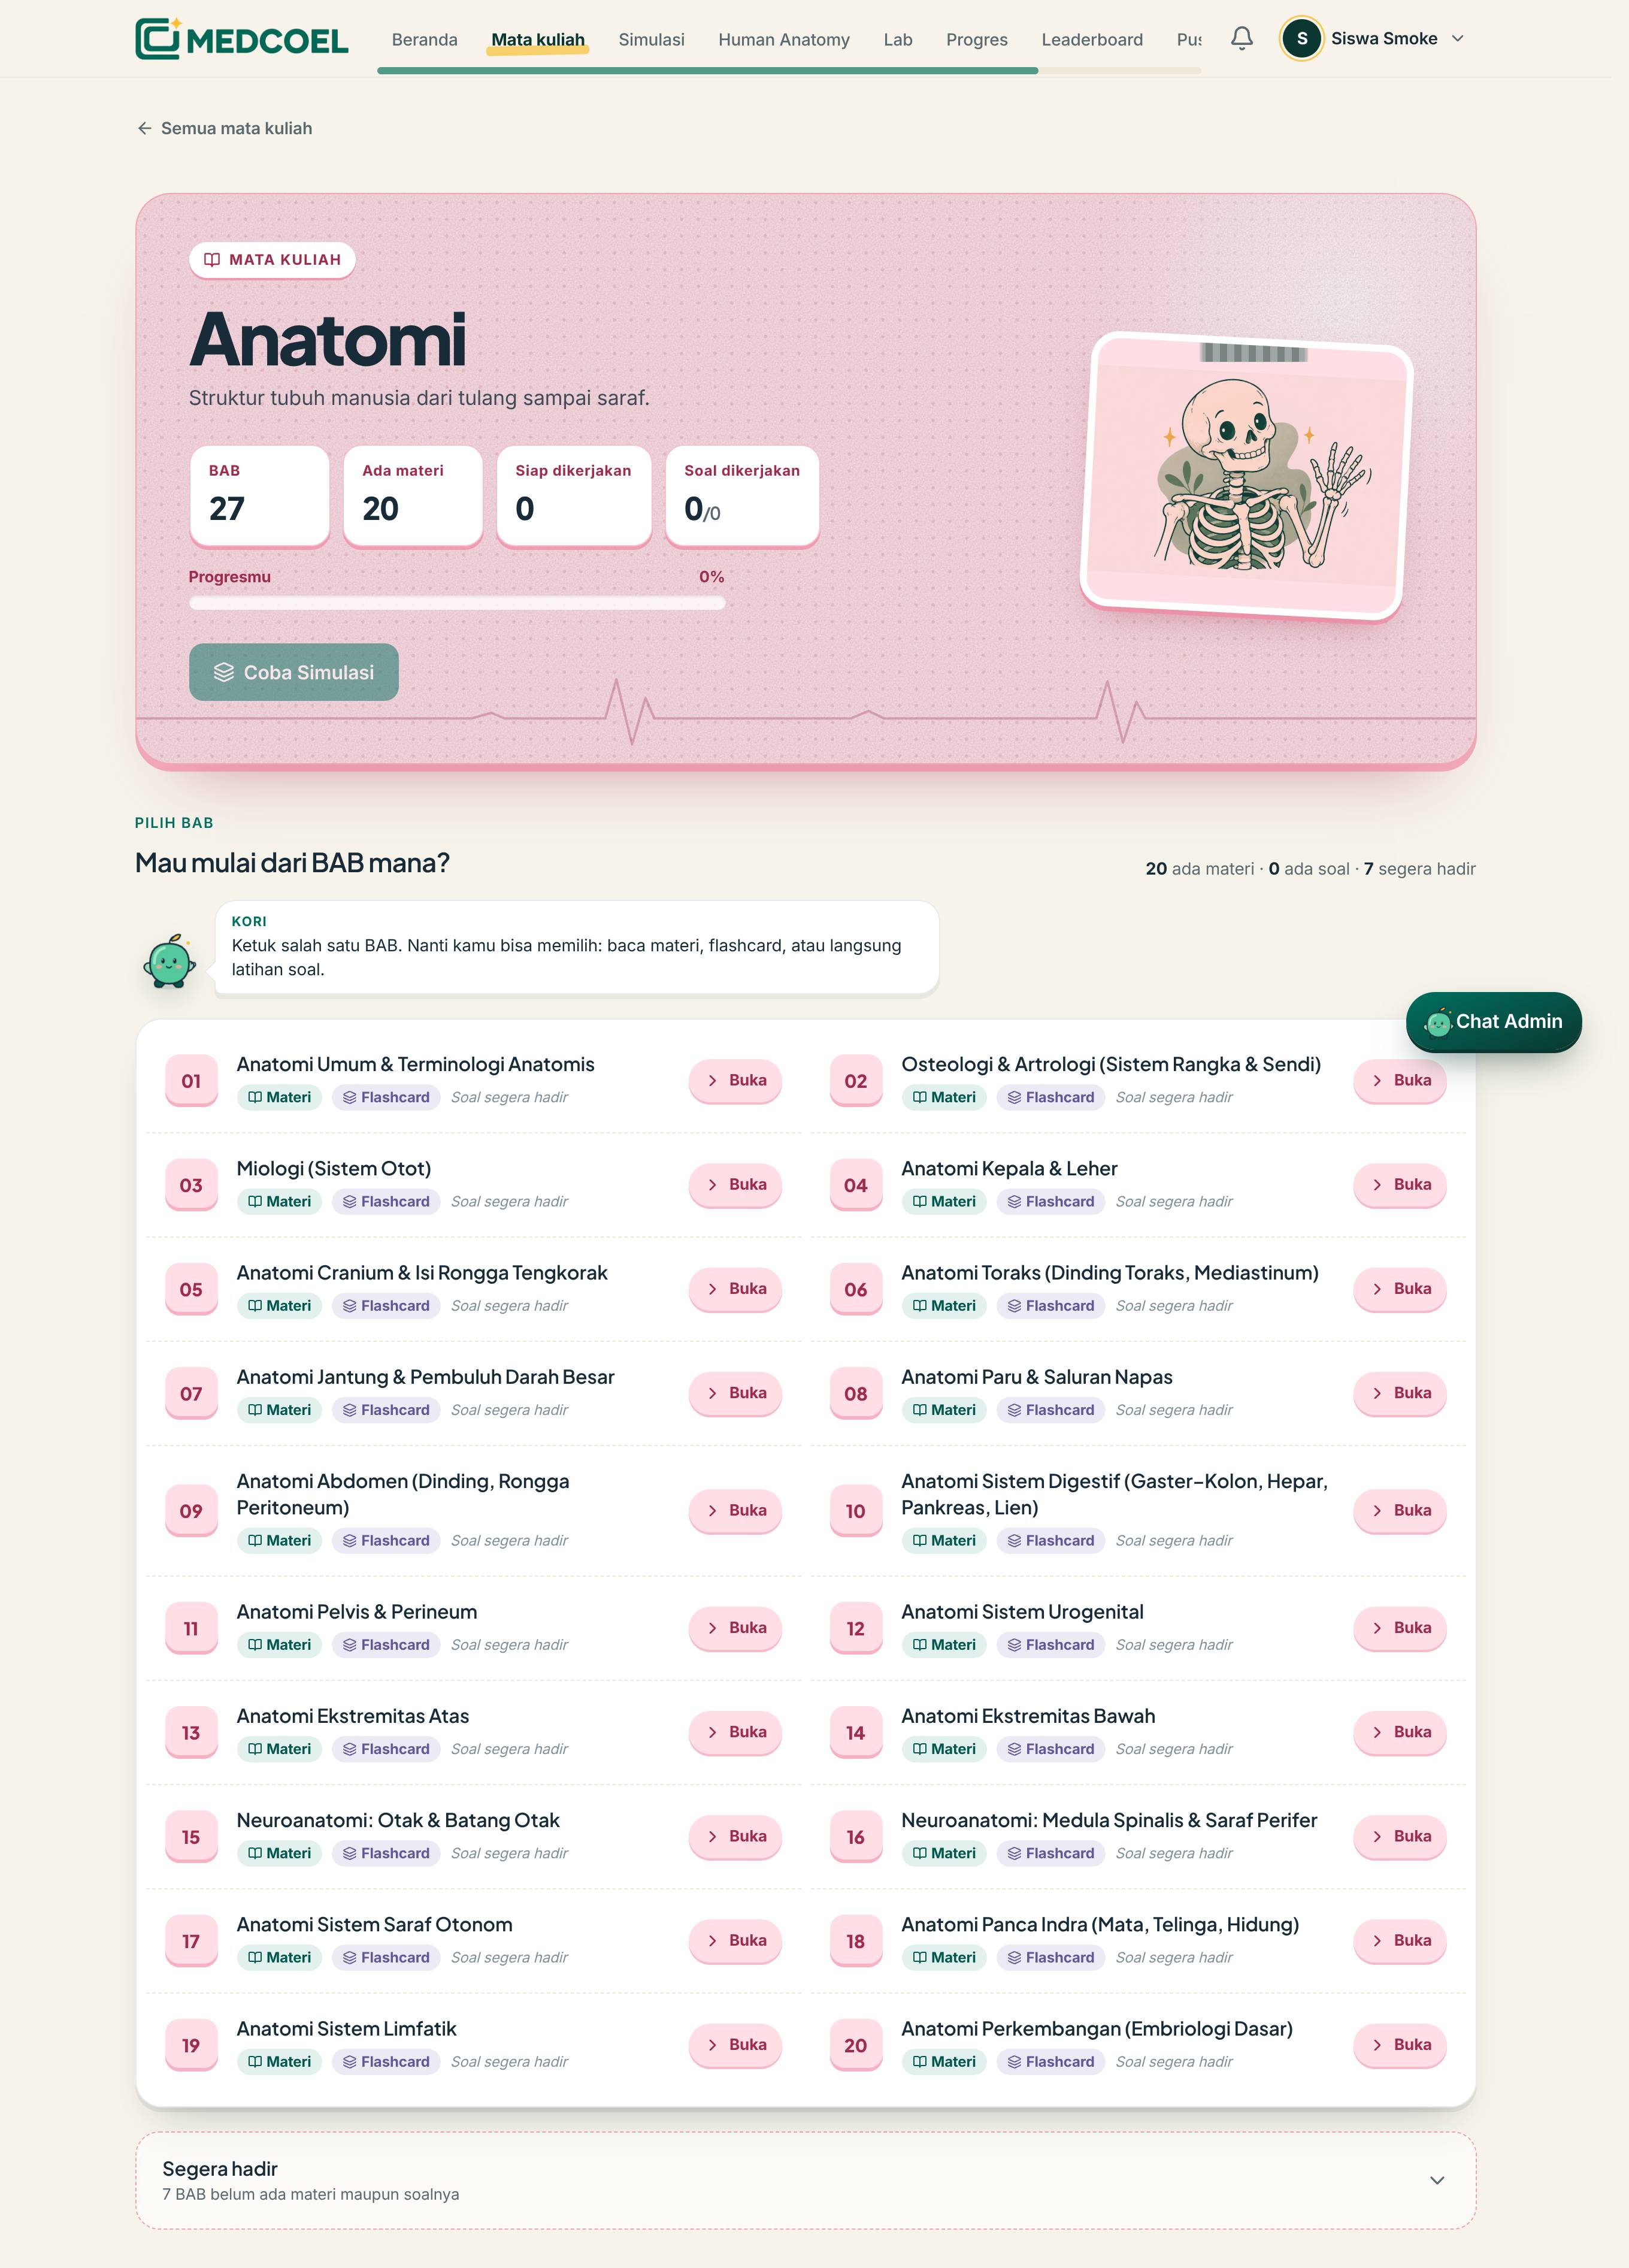 MEDCOEL
Beranda
Mata kuliah
Simulasi
Human Anatomy
Lab
Progres
Leaderboard
S
Siswa Smoke
Semua mata kuliah
MATA KULIAH
Anatomi
Struktur tubuh manusia dari tulang sampai saraf.
BAB
27
Ada materi
20
Siap dikerjakan
0
Soal dikerjakan
0/0
Progresmu
0%
Coba Simulasi
PILIH BAB
Mau mulai dari BAB mana?
20 ada materi · 0 ada soal · 7 segera hadir
KORI
Ketuk salah satu BAB. Nanti kamu bisa memilih: baca materi, flashcard, atau langsung
latihan soal.
Chat Admin
01
Anatomi Umum & Terminologi Anatomis
Materi Flashcard Soal segera hadir
Buka
02
Osteologi & Artrologi (Sistem Rangka & Sendi)
Materi Flashcard Soal segera hadir
Buka
03
Miologi (Sistem Otot)
Materi Flashcard Soal segera hadir
Buka
04
Anatomi Kepala & Leher
Materi Flashcard Soal segera hadir
Buka
05
Anatomi Cranium & Isi Rongga Tengkorak
Materi Flashcard Soal segera hadir
Buka
06
Anatomi Toraks (Dinding Toraks, Mediastinum)
Materi Flashcard Soal segera hadir
Buka
07
Anatomi Jantung & Pembuluh Darah Besar
Materi Flashcard Soal segera hadir
Buka
08
Anatomi Paru & Saluran Napas
Materi Flashcard Soal segera hadir
Buka
09
Anatomi Abdomen (Dinding, Rongga
Peritoneum)
Materi Flashcard Soal segera hadir
Buka
10
Anatomi Sistem Digestif (Gaster–Kolon, Hepar,
Pankreas, Lien)
Materi Flashcard Soal segera hadir
Buka
11
Anatomi Pelvis & Perineum
Materi Flashcard Soal segera hadir
Buka
12
Anatomi Sistem Urogenital
Materi Flashcard Soal segera hadir
Buka
13
Anatomi Ekstremitas Atas
Materi Flashcard Soal segera hadir
Buka
14
Anatomi Ekstremitas Bawah
Materi Flashcard Soal segera hadir
Buka
15
Neuroanatomi: Otak & Batang Otak
Materi Flashcard Soal segera hadir
Buka
16
Neuroanatomi: Medula Spinalis & Saraf Perifer
Materi Flashcard Soal segera hadir
Buka
17
Anatomi Sistem Saraf Otonom
Materi Flashcard Soal segera hadir
Buka
18
Anatomi Panca Indra (Mata, Telinga, Hidung)
Materi Flashcard Soal segera hadir
Buka
19
Anatomi Sistem Limfatik
Materi Flashcard Soal segera hadir
Buka
20
Anatomi Perkembangan (Embriologi Dasar)
Materi Flashcard Soal segera hadir
Buka
Segera hadir
7 BAB belum ada materi maupun soalnya